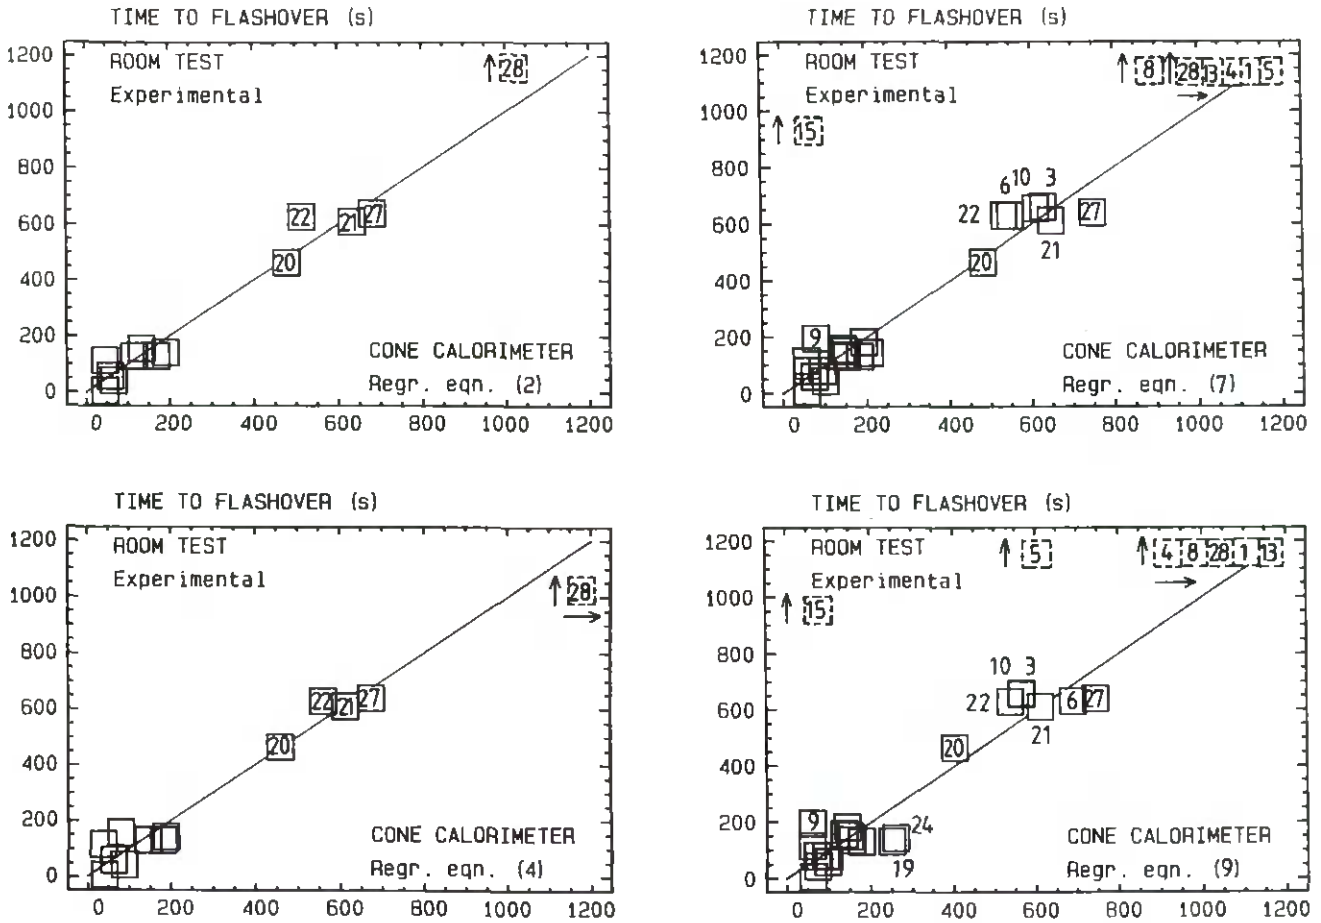 TIME TO FLASHOVER (s)
1200
1000
800
600
400
200
0
ROOM TEST
Experimental
28
22
21
27
20
CONE CALORIMETER
Regr. eqn. (2)
0 200 400 600 800 1000 1200
TIME TO FLASHOVER (s)
1200
1000
800
600
400
200
0
ROOM TEST
Experimental
8 28 13 4 1 5
15
6 10 3
22
27
21
20
9
CONE CALORIMETER
Regr. eqn. (7)
0 200 400 600 800 1000 1200
TIME TO FLASHOVER (s)
1200
1000
800
600
400
200
0
ROOM TEST
Experimental
28
22
21
27
20
CONE CALORIMETER
Regr. eqn. (4)
0 200 400 600 800 1000 1200
TIME TO FLASHOVER (s)
1200
1000
800
600
400
200
0
ROOM TEST
Experimental
5
4 8 28 1 13
15
10 3
22
6 27
21
20
9
24
19
CONE CALORIMETER
Regr. eqn. (9)
0 200 400 600 800 1000 1200